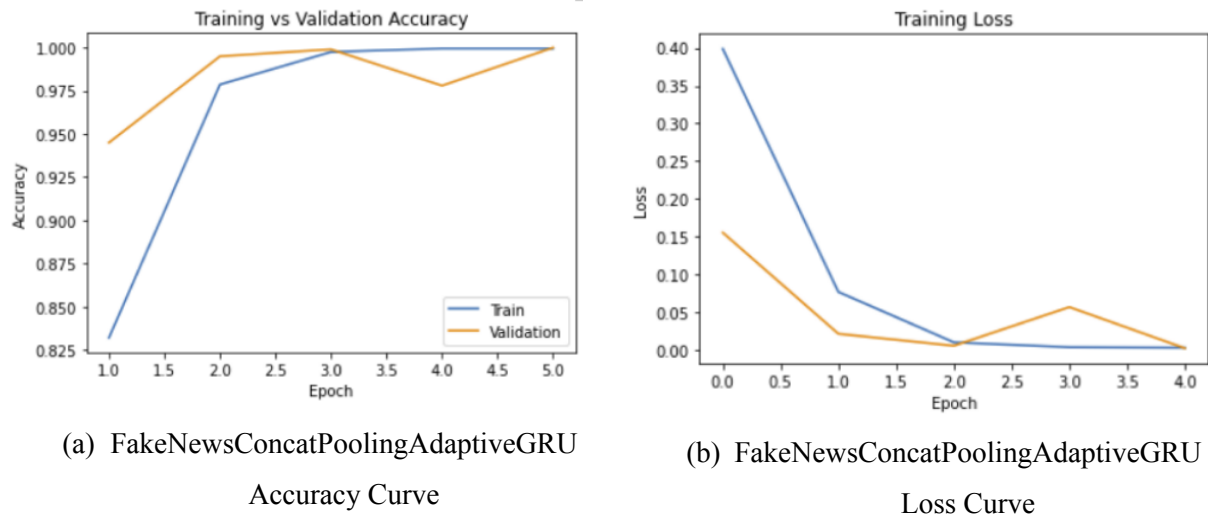 Training vs Validation Accuracy
1.000
0.975
0.950
0.925
0.900
0.875
0.850
0.825
Accuracy
Train
Validation
1.0 1.5 2.0 2.5 3.0 3.5 4.0 4.5 5.0
Epoch
(a) FakeNewsConcatPoolingAdaptiveGRU
Accuracy Curve
Training Loss
0.40
0.35
0.30
0.25
0.20
0.15
0.10
0.05
0.00
Loss
0.0 0.5 1.0 1.5 2.0 2.5 3.0 3.5 4.0
Epoch
(b) FakeNewsConcatPoolingAdaptiveGRU
Loss Curve